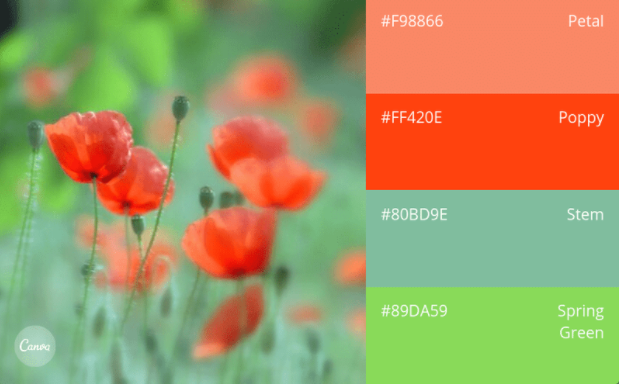 #F98866 Petal
#FF420E Poppy
#80BD9E Stem
#89DA59 Spring
Green
Canva